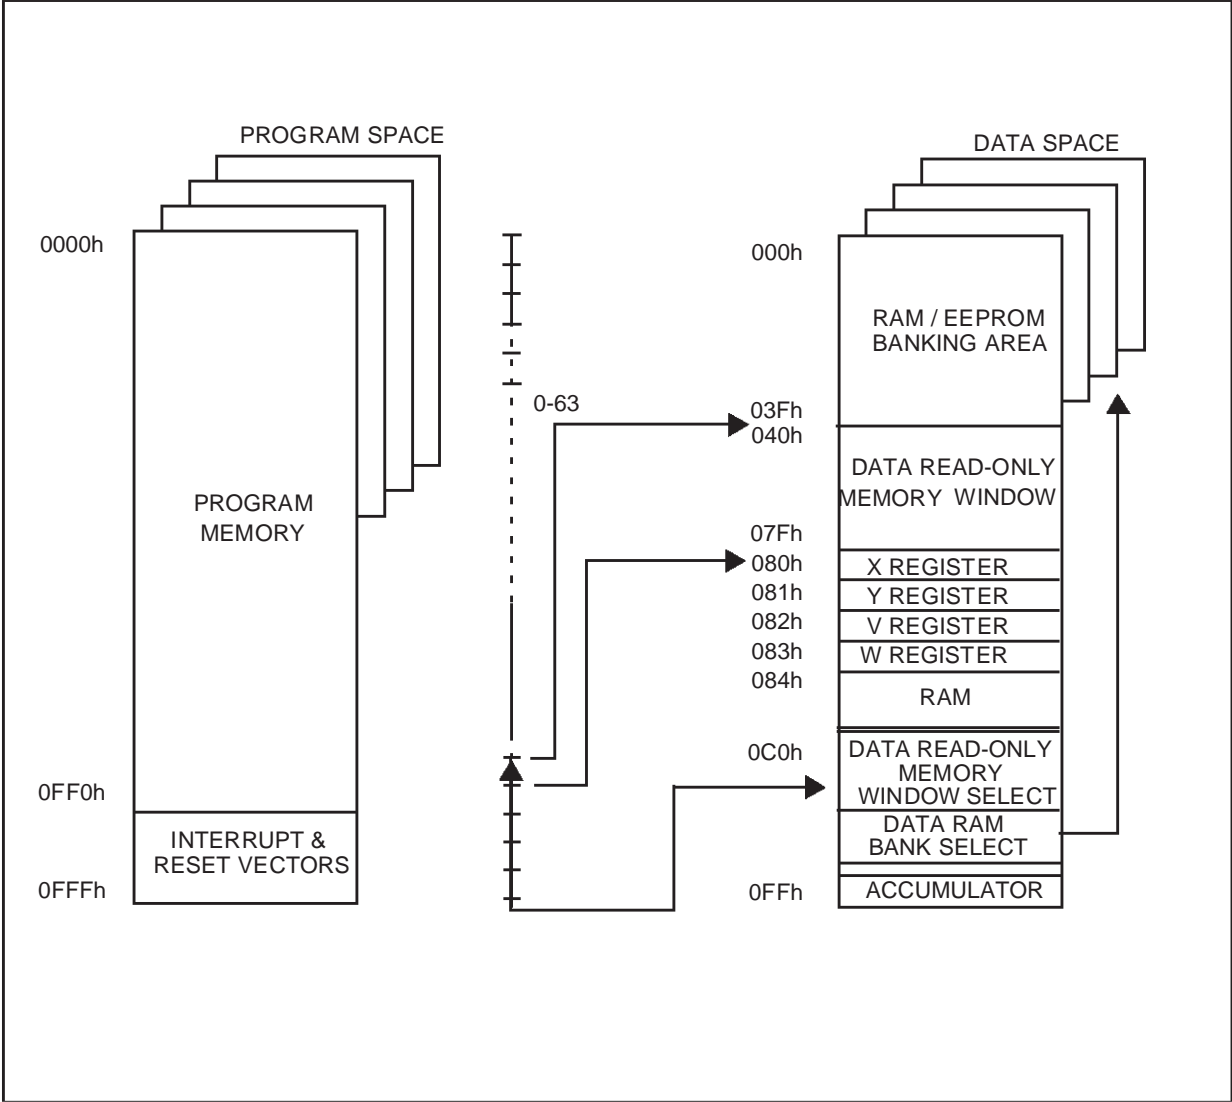 PROGRAM SPACE
0000h
PROGRAM
MEMORY
0FF0h
INTERRUPT &
RESET VECTORS
0FFFh
0-63
DATA SPACE
000h
RAM / EEPROM
BANKING AREA
03Fh
040h
DATA READ-ONLY
MEMORY WINDOW
07Fh
080h
X REGISTER
081h
Y REGISTER
082h
V REGISTER
083h
W REGISTER
084h
RAM
0C0h
DATA READ-ONLY
MEMORY
WINDOW SELECT
DATA RAM
BANK SELECT
0FFh
ACCUMULATOR